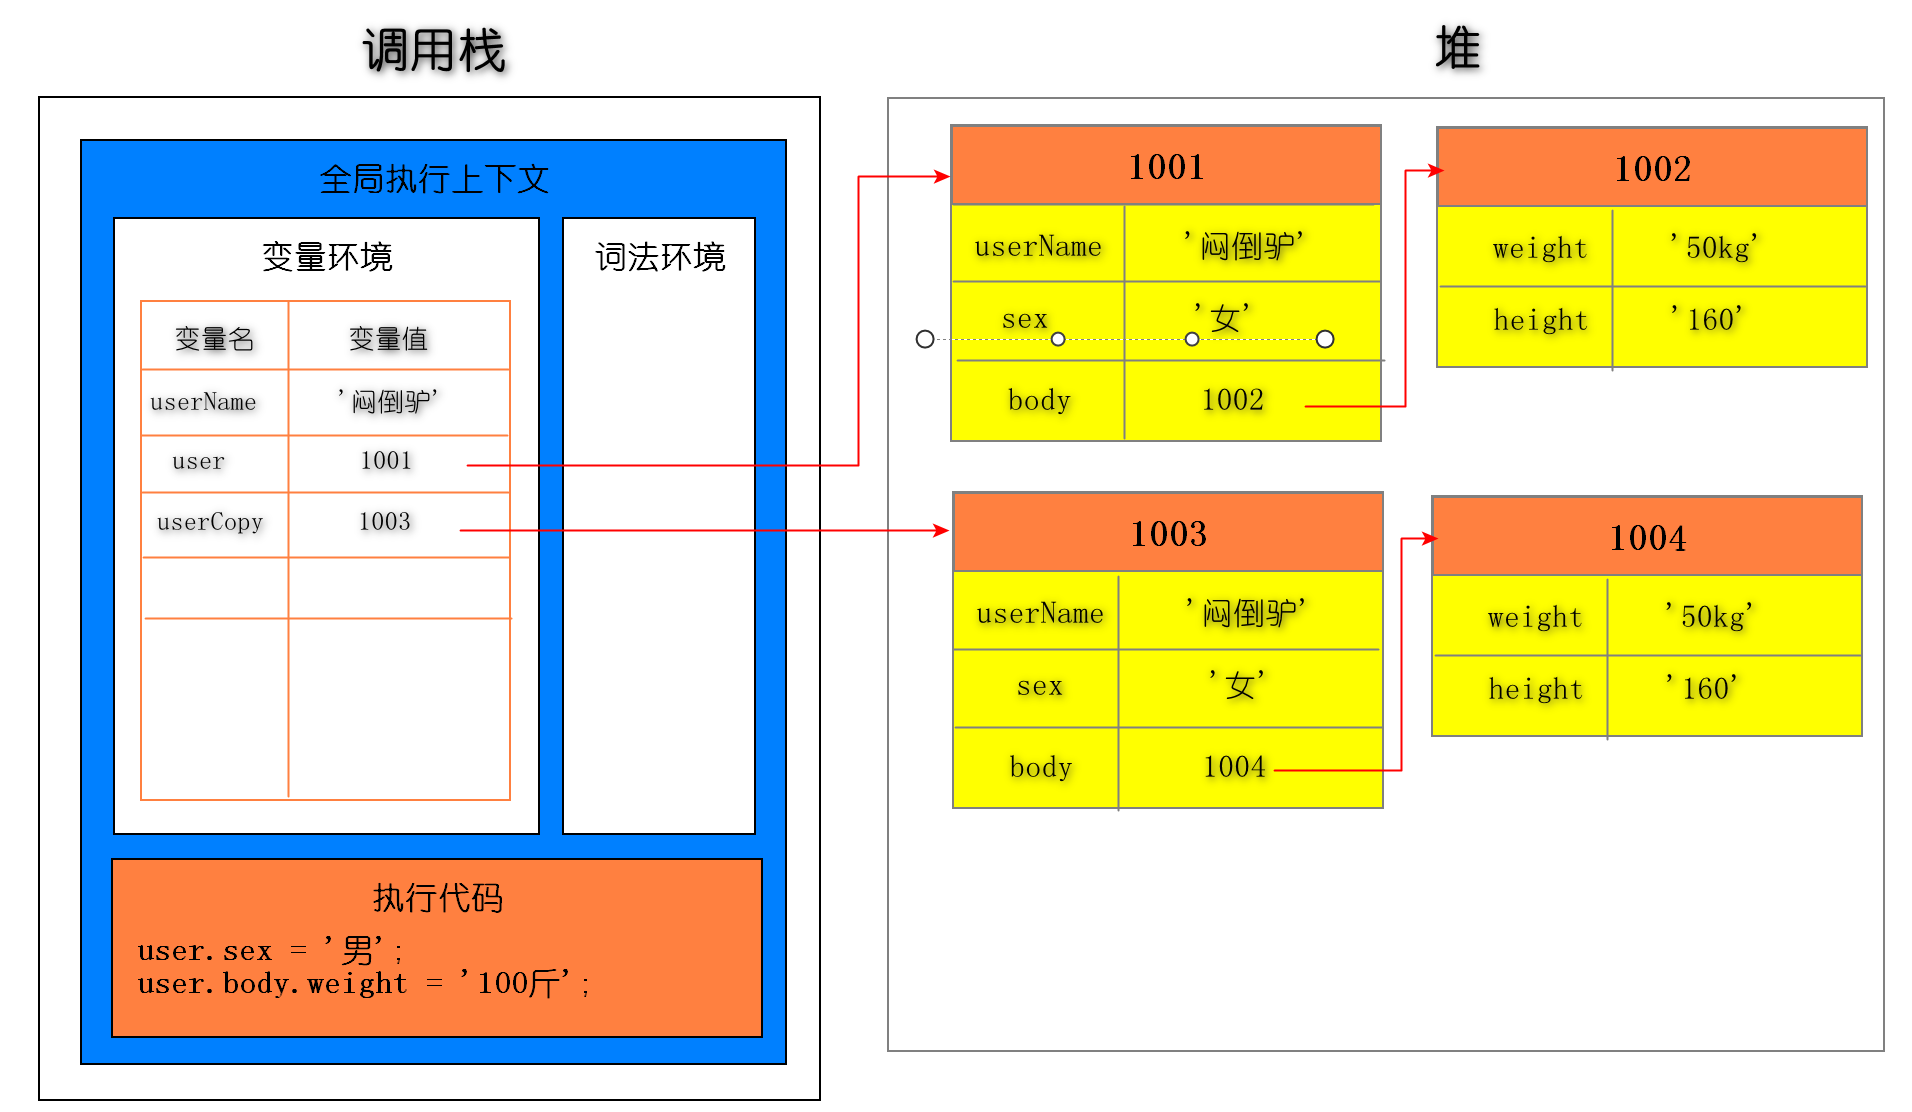 调用栈
堆
全局执行上下文
变量环境
词法环境
变量名 变量值
userName '闷倒驴'
user 1001
userCopy 1003
执行代码
user.sex = '男';
user.body.weight = '100斤';
1001
userName '闷倒驴'
sex '女'
body 1002
1002
weight '50kg'
height '160'
1003
userName '闷倒驴'
sex '女'
body 1004
1004
weight '50kg'
height '160'